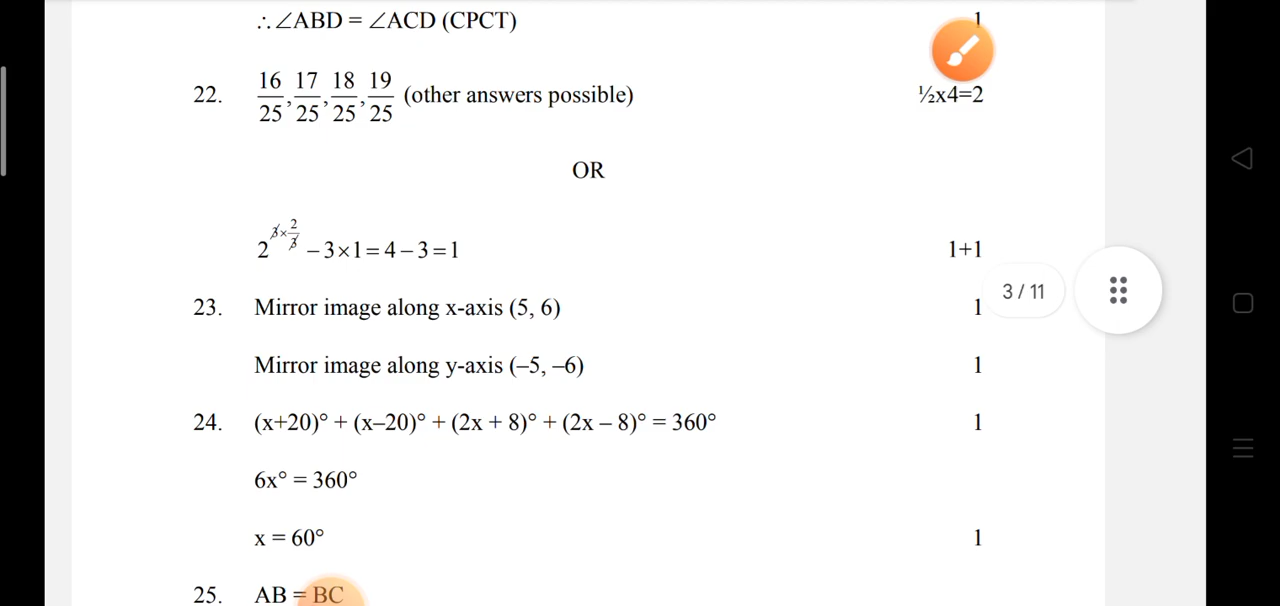 ∴∠ABD = ∠ACD (CPCT) 1
22. 16/25, 17/25, 18/25, 19/25 (other answers possible) ½x4=2
OR
2^(3×2/3) – 3×1 = 4 – 3 = 1 1+1
3 / 11
23. Mirror image along x-axis (5, 6) 1
Mirror image along y-axis (–5, –6) 1
24. (x+20)° + (x–20)° + (2x + 8)° + (2x – 8)° = 360° 1
6x° = 360°
x = 60° 1
25. AB = BC